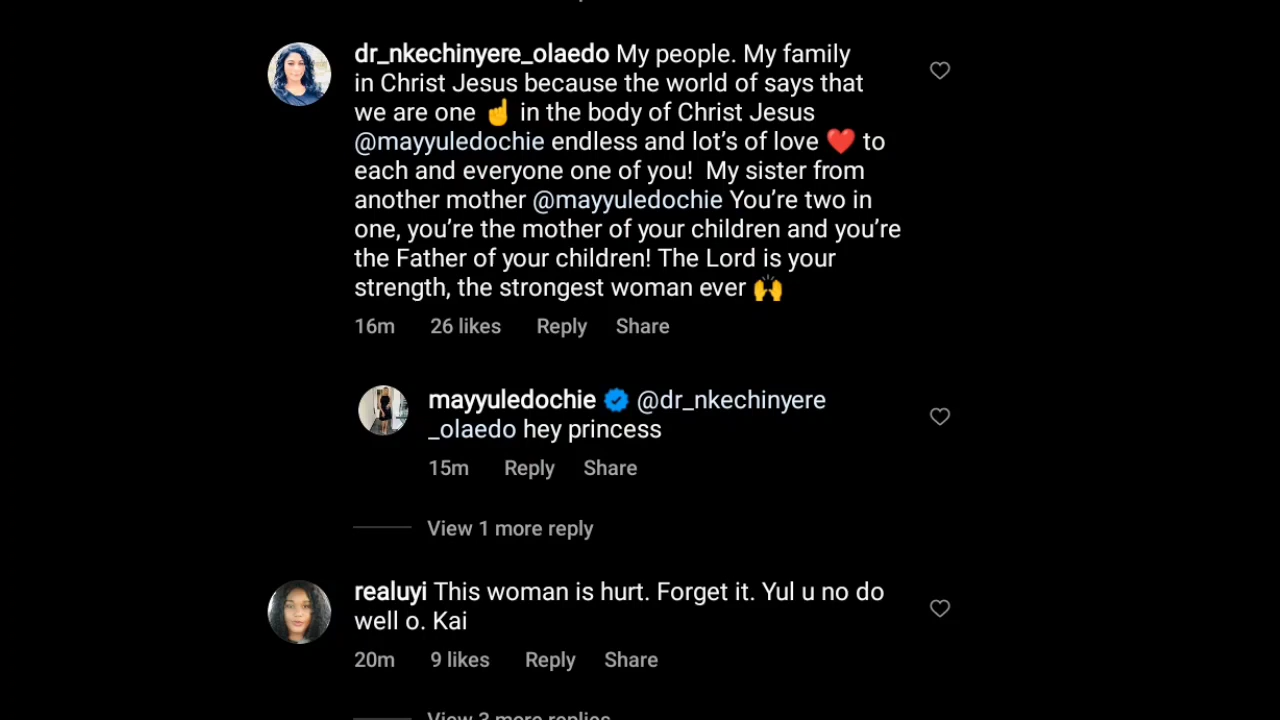 dr_nkechinyere_olaedo My people. My family
in Christ Jesus because the world of says that
we are one ☝️ in the body of Christ Jesus
@mayyuledochie endless and lot’s of love ❤️ to
each and everyone one of you!  My sister from
another mother @mayyuledochie You’re two in
one, you’re the mother of your children and you’re
the Father of your children! The Lord is your
strength, the strongest woman ever 🙌
16m 26 likes Reply Share
mayyuledochie @dr_nkechinyere
_olaedo hey princess
15m Reply Share
View 1 more reply
realuyi This woman is hurt. Forget it. Yul u no do
well o. Kai
20m 9 likes Reply Share
View 3 more replies